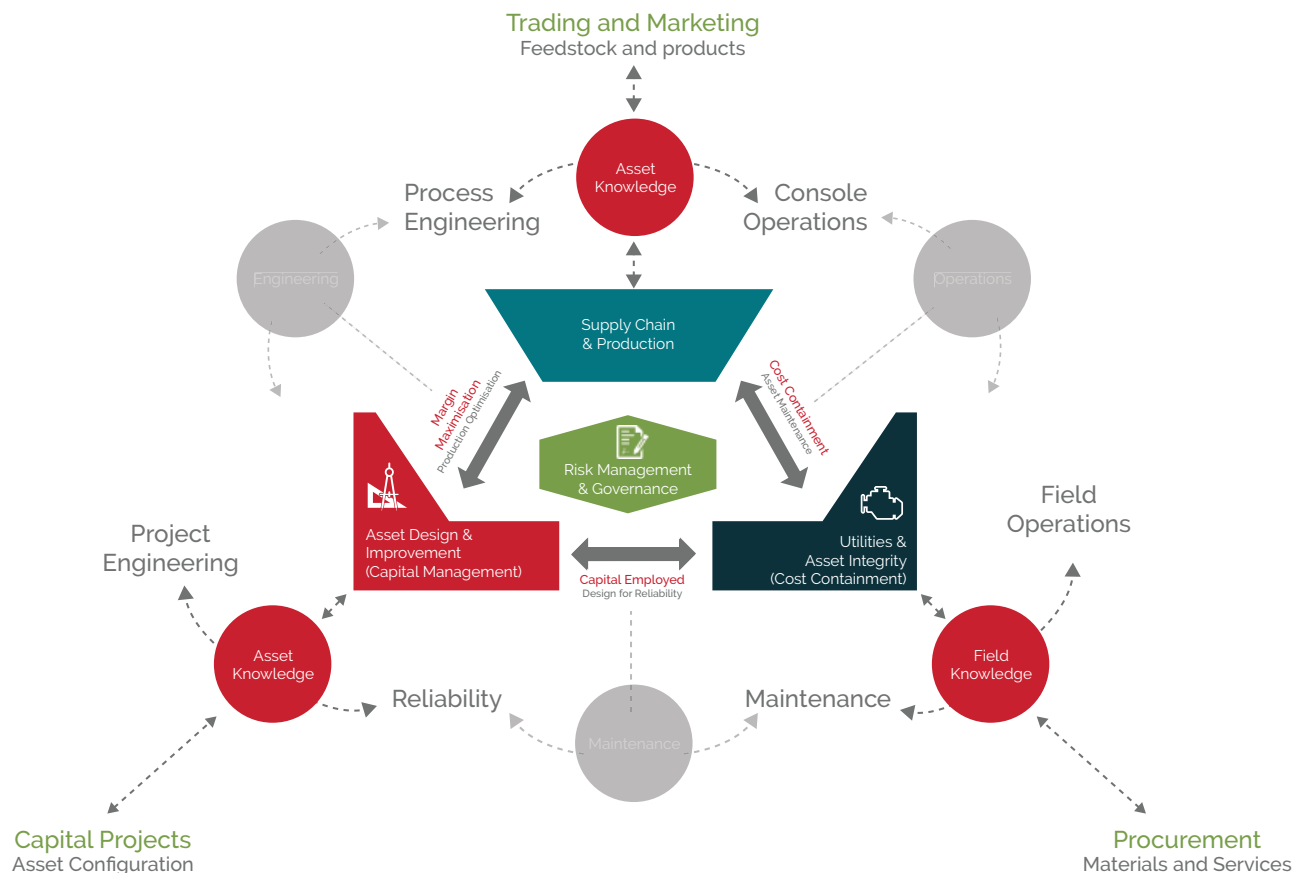 Trading and Marketing
Feedstock and products
Asset
Knowledge
Process
Engineering
Console
Operations
Engineering
Operations
Supply Chain
& Production
Margin
Maximisation
Production Optimisation
Cost Containment
Asset Maintenance
Risk Management
& Governance
Asset Design &
Improvement
(Capital Management)
Utilities &
Asset Integrity
(Cost Containment)
Capital Employed
Design for Reliability
Project
Engineering
Field
Operations
Asset
Knowledge
Field
Knowledge
Reliability
Maintenance
Maintenance
Capital Projects
Asset Configuration
Procurement
Materials and Services